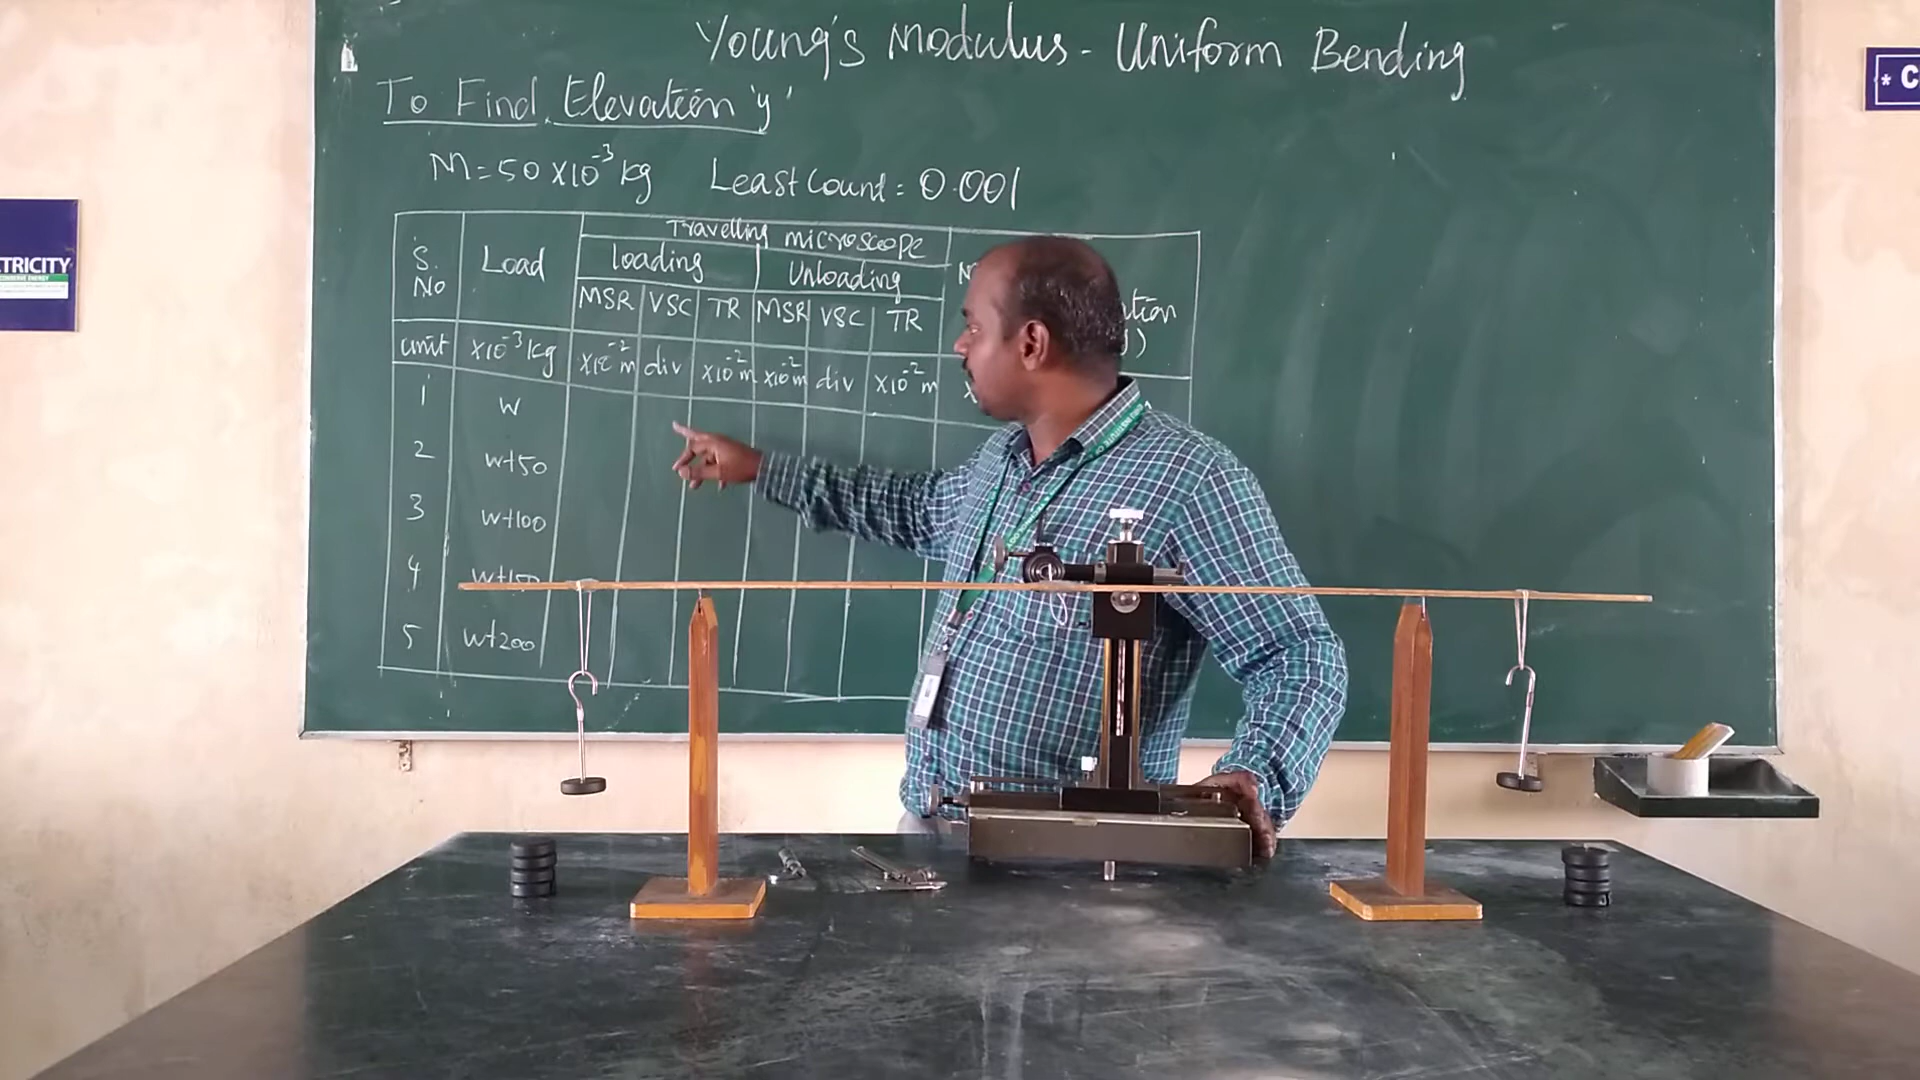 Young's Modulus - Uniform Bending
To Find Elevation 'y'
M = 50 x10⁻³ kg Least Count = 0.001
Travelling microscope
S. No Load loading Unloading
MSR VSC TR MSR VSC TR
unit x10⁻³ kg x10⁻² m div x10⁻² m x10⁻² m div x10⁻² m
1 w
2 w+50
3 w+100
4 w+150
5 w+200
TRICITY
* C